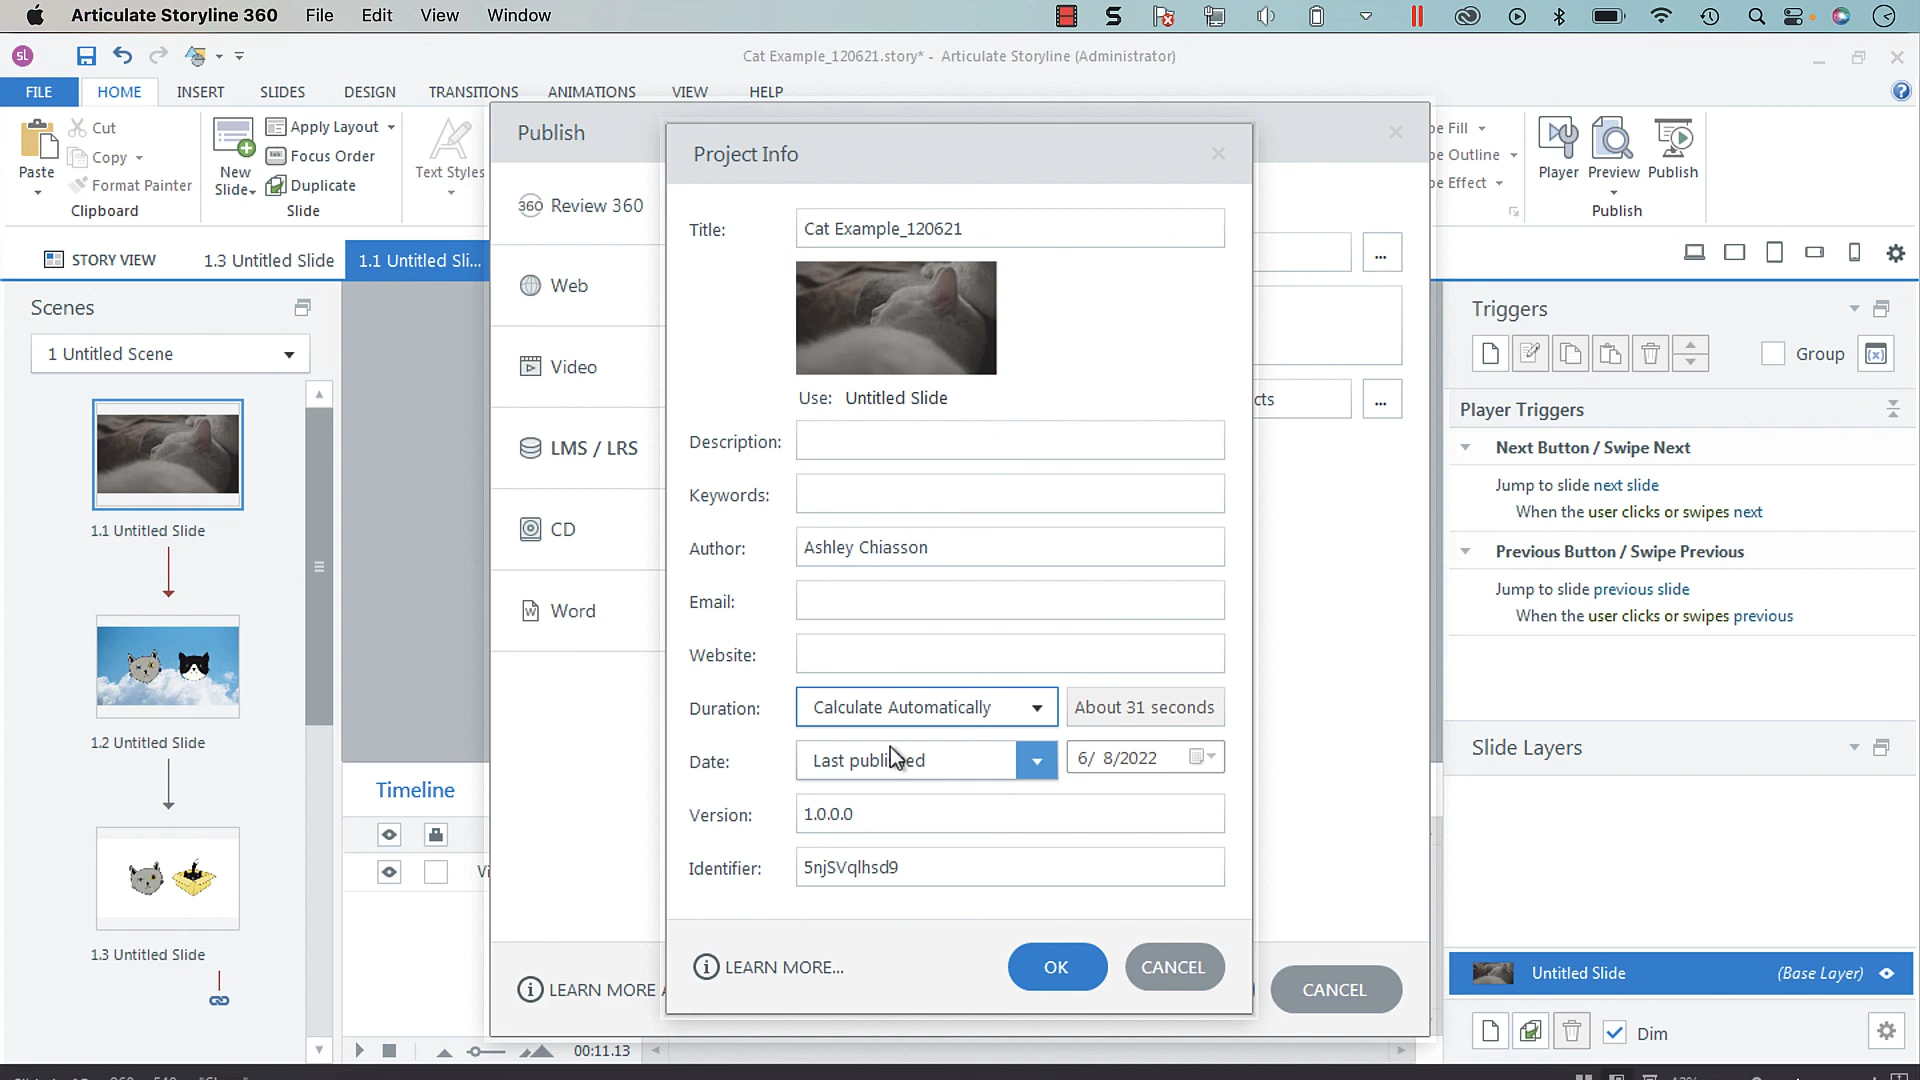 Articulate Storyline 360 File Edit View Window
Cat Example_120621.story* - Articulate Storyline (Administrator)
FILE HOME INSERT SLIDES DESIGN TRANSITIONS ANIMATIONS VIEW HELP
Paste
Cut
Copy
Format Painter
Clipboard
New Slide
Apply Layout
Focus Order
Duplicate
Slide
Text Styles
pe Fill
pe Outline
pe Effect
Player
Preview
Publish
Publish
STORY VIEW
1.3 Untitled Slide
1.1 Untitled Sli...
Scenes
1 Untitled Scene
1.1 Untitled Slide
1.2 Untitled Slide
1.3 Untitled Slide
Timeline
00:11.13
Publish
360 Review 360
Web
Video
LMS / LRS
CD
Word
...
cts
...
LEARN MORE
CANCEL
Project Info
Title: Cat Example_120621
Use: Untitled Slide
Description:
Keywords:
Author: Ashley Chiasson
Email:
Website:
Duration: Calculate Automatically About 31 seconds
Date: Last published 6/ 8/2022
Version: 1.0.0.0
Identifier: 5njSVqlhsd9
LEARN MORE...
OK
CANCEL
Triggers
Group
Player Triggers
Next Button / Swipe Next
Jump to slide next slide
When the user clicks or swipes next
Previous Button / Swipe Previous
Jump to slide previous slide
When the user clicks or swipes previous
Slide Layers
Untitled Slide (Base Layer)
Dim